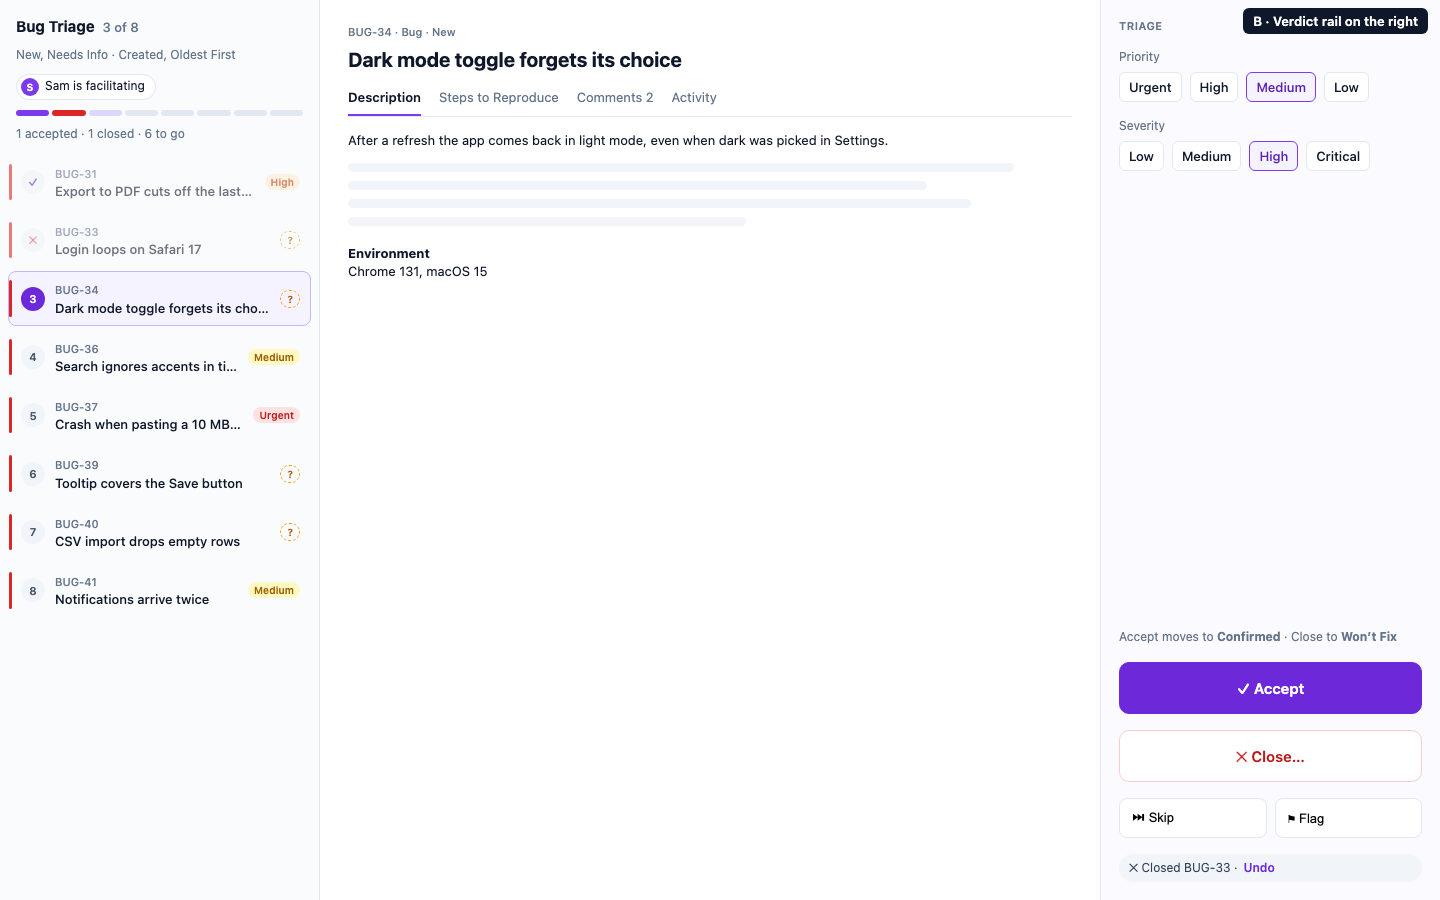 Bug Triage 3 of 8
New, Needs Info · Created, Oldest First
S Sam is facilitating
1 accepted · 1 closed · 6 to go
BUG-31
Export to PDF cuts off the last...
High
BUG-33
Login loops on Safari 17
?
3
BUG-34
Dark mode toggle forgets its cho...
?
4
BUG-36
Search ignores accents in ti...
Medium
5
BUG-37
Crash when pasting a 10 MB...
Urgent
6
BUG-39
Tooltip covers the Save button
?
7
BUG-40
CSV import drops empty rows
?
8
BUG-41
Notifications arrive twice
Medium
BUG-34 · Bug · New
Dark mode toggle forgets its choice
Description Steps to Reproduce Comments 2 Activity
After a refresh the app comes back in light mode, even when dark was picked in Settings.
Environment
Chrome 131, macOS 15
B · Verdict rail on the right
TRIAGE
Priority
Urgent High Medium Low
Severity
Low Medium High Critical
Accept moves to Confirmed · Close to Won't Fix
✓ Accept
✕ Close...
⏭ Skip
⚑ Flag
✕ Closed BUG-33 · Undo